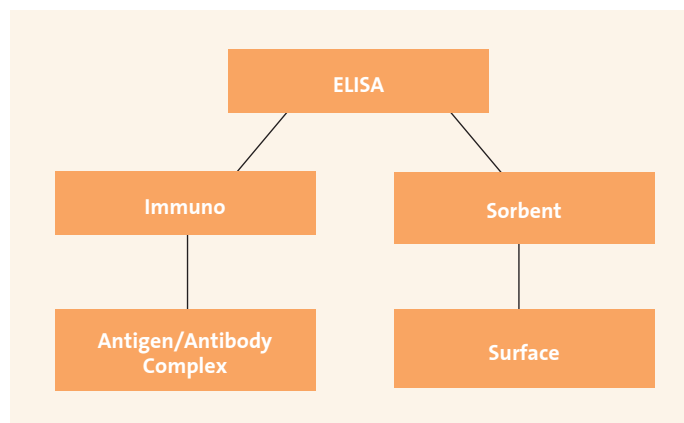 ELISA
Immuno
Sorbent
Antigen/Antibody
Complex
Surface